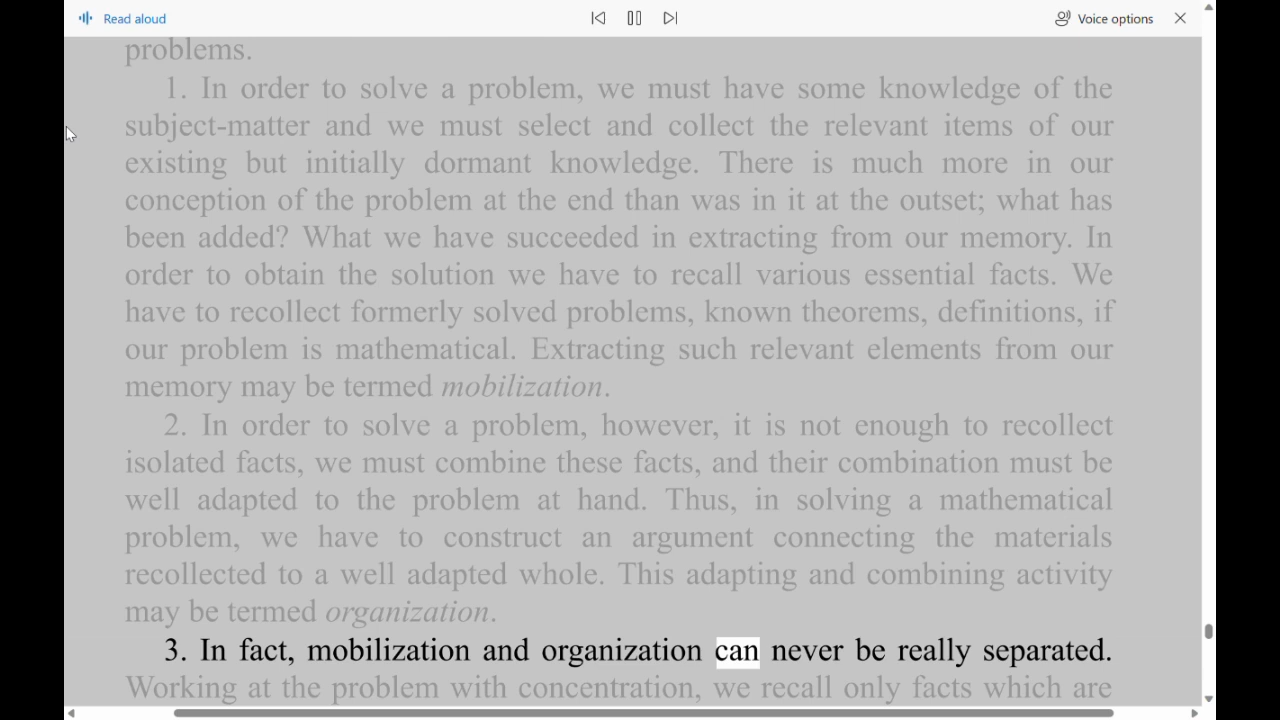 Read aloud
Voice options
problems.
1. In order to solve a problem, we must have some knowledge of the
subject-matter and we must select and collect the relevant items of our
existing but initially dormant knowledge. There is much more in our
conception of the problem at the end than was in it at the outset; what has
been added? What we have succeeded in extracting from our memory. In
order to obtain the solution we have to recall various essential facts. We
have to recollect formerly solved problems, known theorems, definitions, if
our problem is mathematical. Extracting such relevant elements from our
memory may be termed mobilization.
2. In order to solve a problem, however, it is not enough to recollect
isolated facts, we must combine these facts, and their combination must be
well adapted to the problem at hand. Thus, in solving a mathematical
problem, we have to construct an argument connecting the materials
recollected to a well adapted whole. This adapting and combining activity
may be termed organization.
3. In fact, mobilization and organization can never be really separated.
Working at the problem with concentration, we recall only facts which are